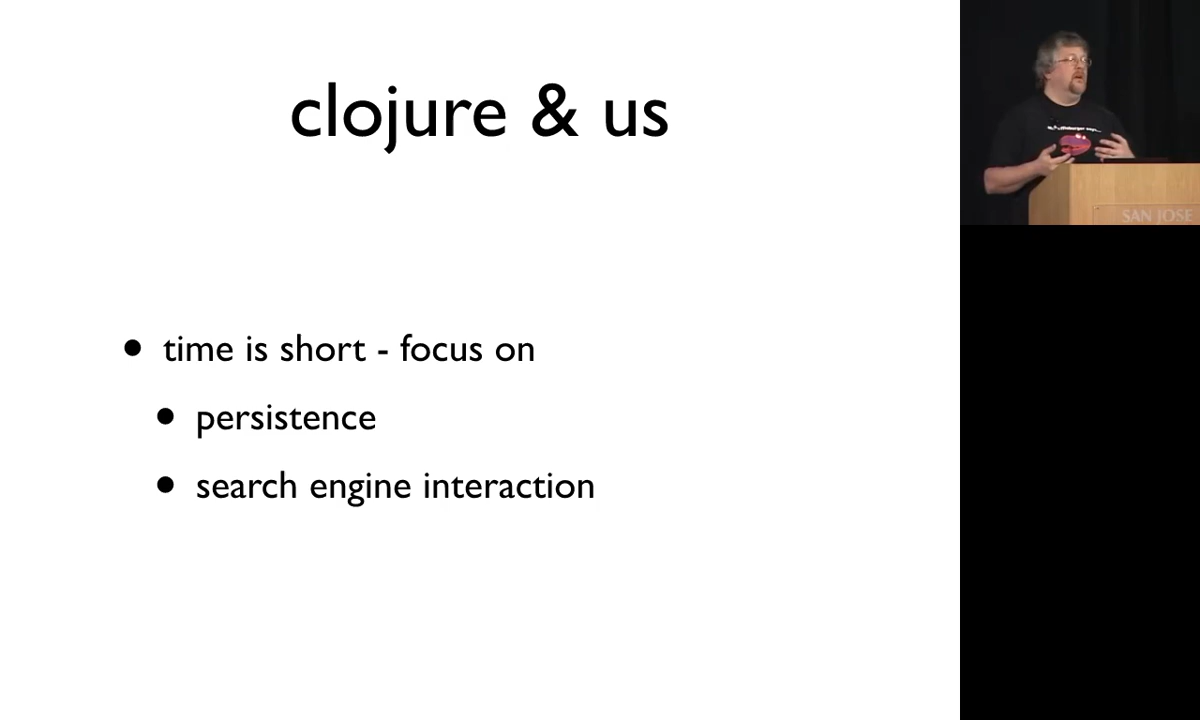 clojure & us
time is short - focus on
persistence
search engine interaction
SAN JOSE